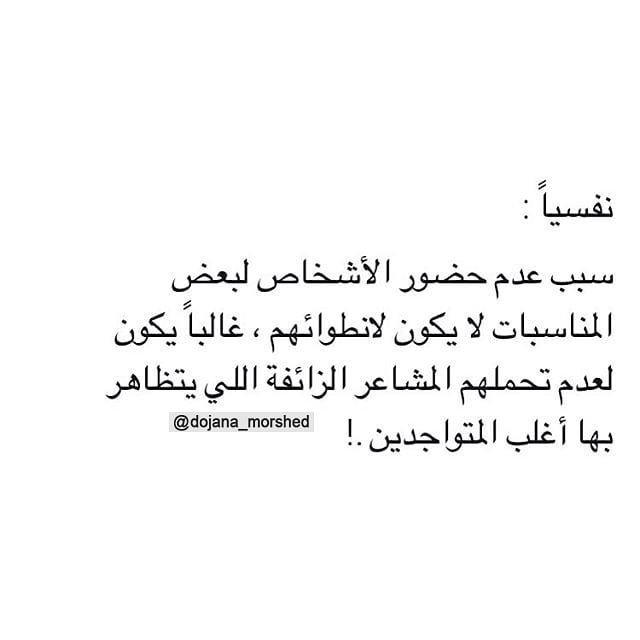 نفسياً :
سبب عدم حضور الأشخاص لبعض
المناسبات لا يكون لانطوائهم ، غالباً يكون
لعدم تحملهم المشاعر الزائفة اللي يتظاهر
بها أغلب المتواجدين .!
@dojana_morshed